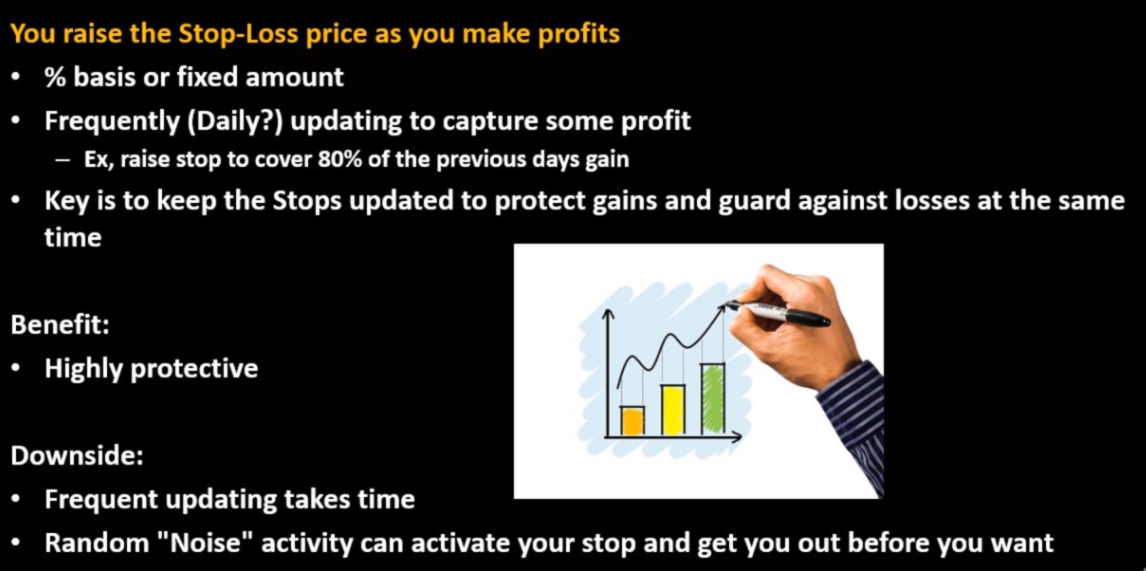 You raise the Stop-Loss price as you make profits
• % basis or fixed amount
• Frequently (Daily?) updating to capture some profit
– Ex, raise stop to cover 80% of the previous days gain
• Key is to keep the Stops updated to protect gains and guard against losses at the same
time
Benefit:
• Highly protective
Downside:
• Frequent updating takes time
• Random "Noise" activity can activate your stop and get you out before you want